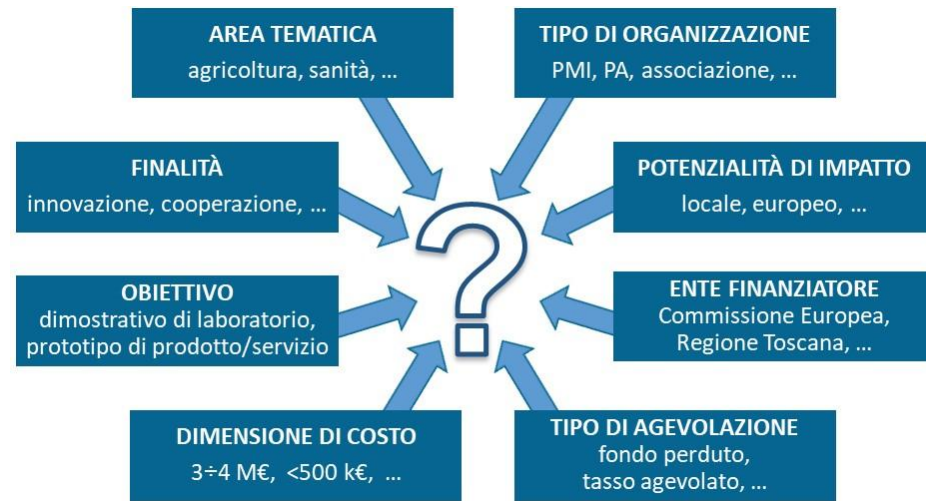 AREA TEMATICA
agricoltura, sanità, ...
TIPO DI ORGANIZZAZIONE
PMI, PA, associazione, ...
FINALITÀ
innovazione, cooperazione, ...
POTENZIALITÀ DI IMPATTO
locale, europeo, ...
OBIETTIVO
dimostrativo di laboratorio,
prototipo di prodotto/servizio
ENTE FINANZIATORE
Commissione Europea,
Regione Toscana, ...
DIMENSIONE DI COSTO
3÷4 M€, <500 k€, ...
TIPO DI AGEVOLAZIONE
fondo perduto,
tasso agevolato, ...
?